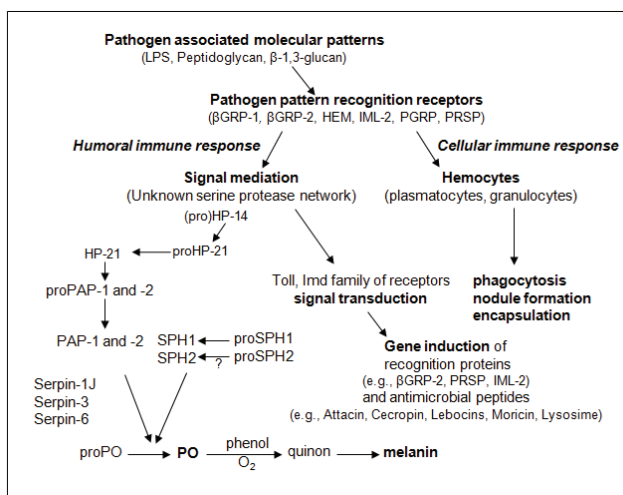 Pathogen associated molecular patterns
(LPS, Peptidoglycan, β-1,3-glucan)
Pathogen pattern recognition receptors
(βGRP-1, βGRP-2, HEM, IML-2, PGRP, PRSP)
Humoral immune response
Cellular immune response
Signal mediation
(Unknown serine protease network)
(pro)HP-14
Hemocytes
(plasmatocytes, granulocytes)
HP-21
proHP-21
proPAP-1 and -2
Toll, Imd family of receptors
signal transduction
phagocytosis
nodule formation
encapsulation
PAP-1 and -2
SPH1
proSPH1
SPH2
?
proSPH2
Gene induction of
recognition proteins
(e.g., βGRP-2, PRSP, IML-2)
and antimicrobial peptides
(e.g., Attacin, Cecropin, Lebocins, Moricin, Lysosime)
Serpin-1J
Serpin-3
Serpin-6
proPO
PO
phenol
O₂
quinon
melanin